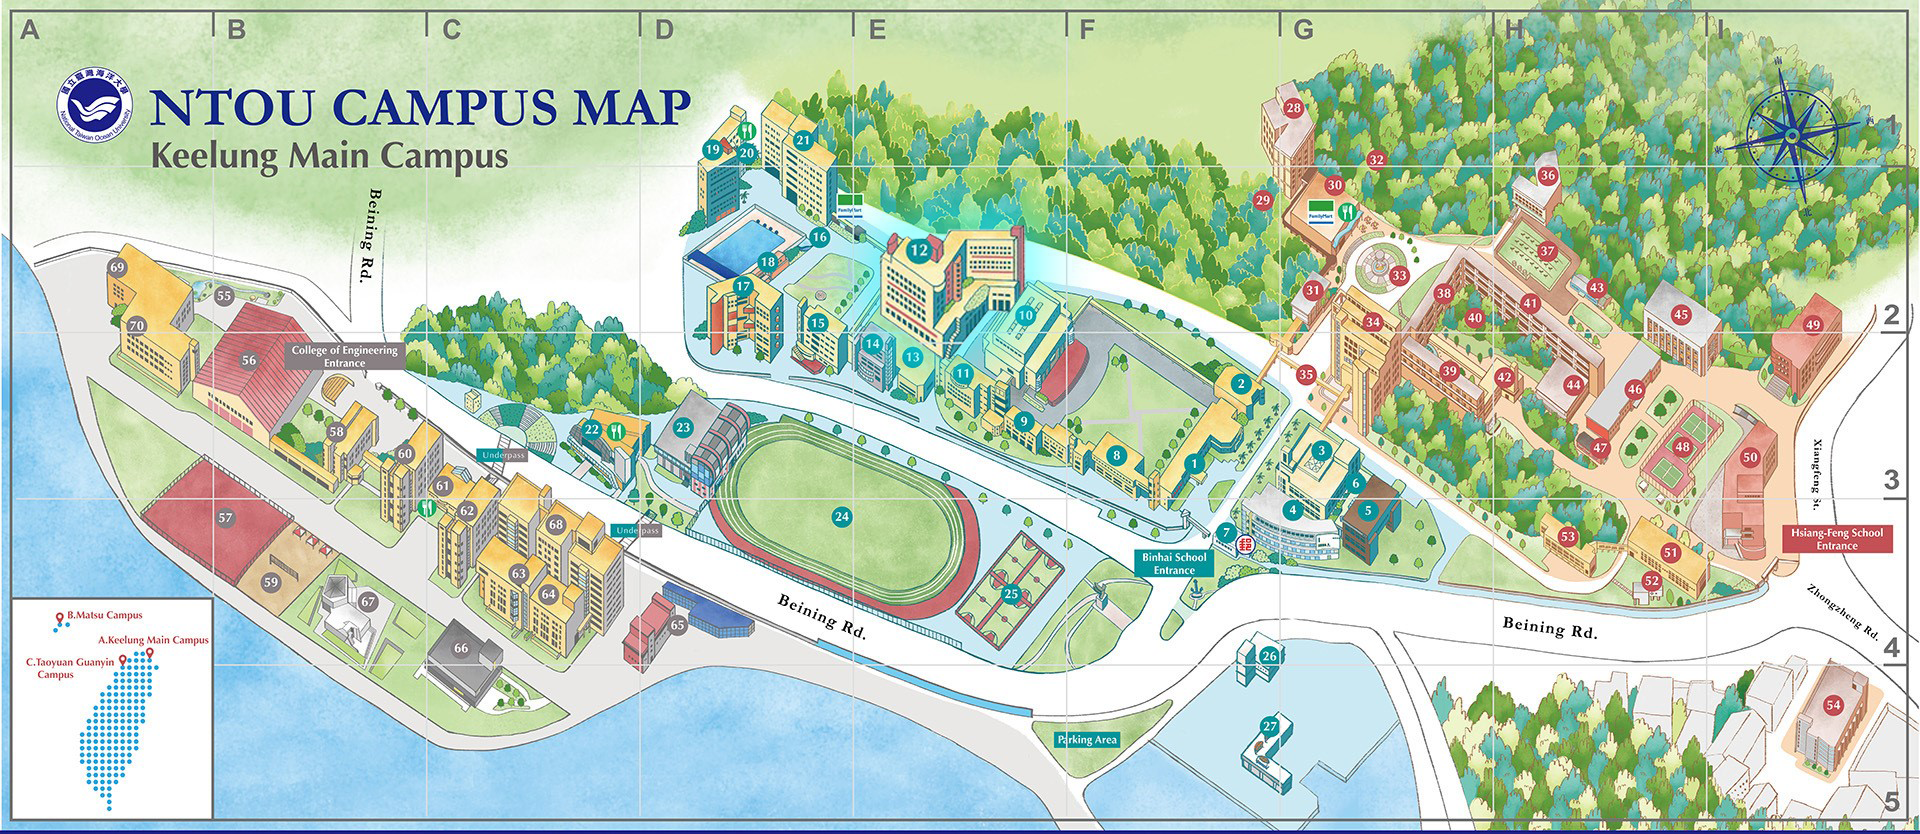 A B C D E F G H I
1
2
3
4
5
國立臺灣海洋大學
National Taiwan Ocean University
NTOU CAMPUS MAP
Keelung Main Campus
Beining Rd.
28
19
20
21
32
36
29
30
FamilyMart
FamilyMart
16
12
37
33
18
17
31
43
38
41
69
55
70
10
40
45
49
15
34
14
13
56
College of Engineering
Entrance
11
35
2
39
42
44
46
9
22
23
58
60
Underpass
8
1
3
6
47
48
50
Xiangfeng St.
61
62
57
68
Underpass
24
4
5
7
郵
53
51
52
Hsiang-Feng School
Entrance
Binhai School
Entrance
63
64
59
67
25
65
Beining Rd.
Beining Rd.
Zhongzheng Rd.
66
26
27
Parking Area
54
B.Matsu Campus
A.Keelung Main Campus
C.Taoyuan Guanyin
Campus